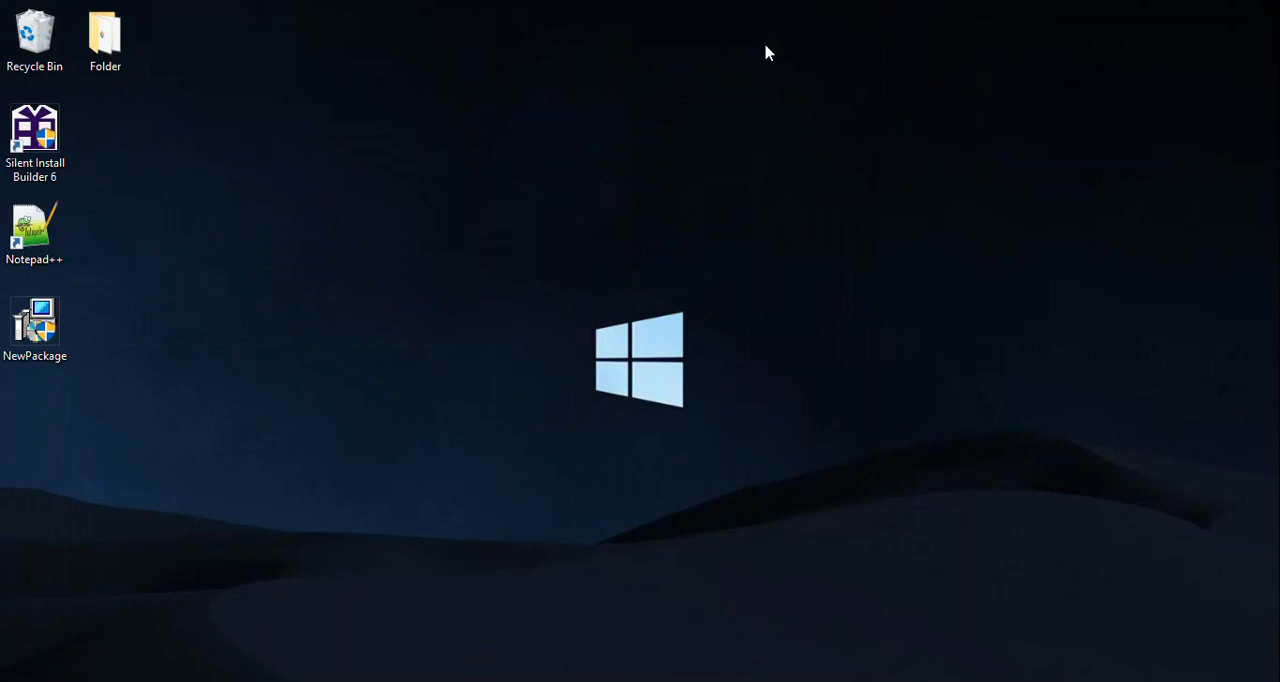 Recycle Bin
Folder
Silent Install
Builder 6
Notepad++
NewPackage